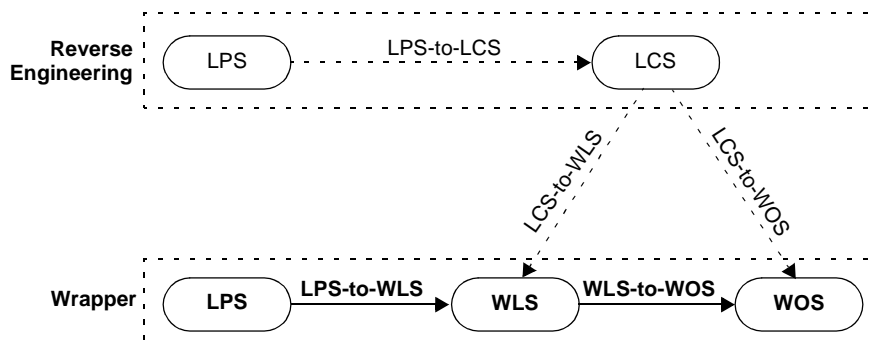 Reverse
Engineering
LPS
LPS-to-LCS
LCS
LCS-to-WLS
LCS-to-WOS
Wrapper
LPS
LPS-to-WLS
WLS
WLS-to-WOS
WOS